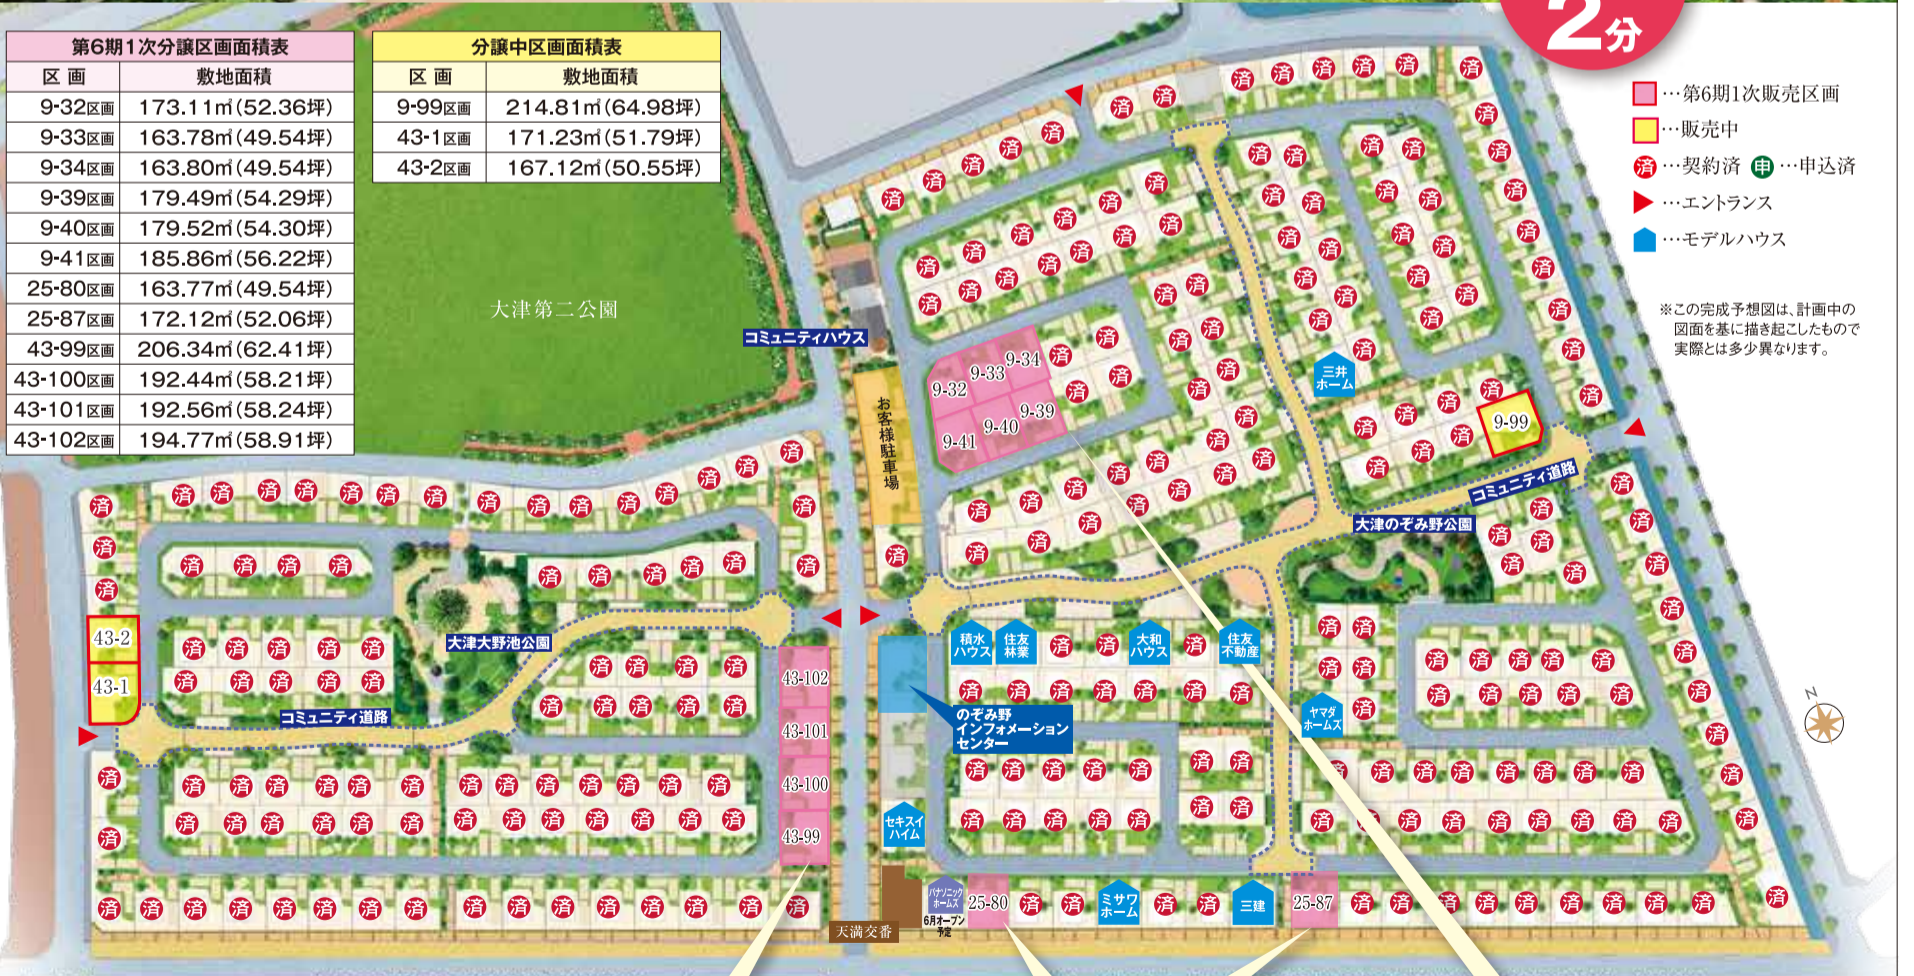 2分
第6期1次分譲区画面積表
区画 敷地面積
9-32区画 173.11㎡(52.36坪)
9-33区画 163.78㎡(49.54坪)
9-34区画 163.80㎡(49.54坪)
9-39区画 179.49㎡(54.29坪)
9-40区画 179.52㎡(54.30坪)
9-41区画 185.86㎡(56.22坪)
25-80区画 163.77㎡(49.54坪)
25-87区画 172.12㎡(52.06坪)
43-99区画 206.34㎡(62.41坪)
43-100区画 192.44㎡(58.21坪)
43-101区画 192.56㎡(58.24坪)
43-102区画 194.77㎡(58.91坪)
分譲中区画面積表
区画 敷地面積
9-99区画 214.81㎡(64.98坪)
43-1区画 171.23㎡(51.79坪)
43-2区画 167.12㎡(50.55坪)
…第6期1次販売区画
…販売中
済…契約済 申…申込済
…エントランス
…モデルハウス
※この完成予想図は、計画中の
図面を基に描き起こしたもので
実際とは多少異なります。
大津第二公園
コミュニティハウス
お客様駐車場
9-32
9-33
9-34
9-39
9-40
9-41
三井
ホーム
9-99
コミュニティ道路
大津のぞみ野公園
大津大野池公園
コミュニティ道路
43-2
43-1
43-102
43-101
43-100
43-99
積水
ハウス
住友
林業
大和
ハウス
住友
不動産
ヤマダ
ホームズ
のぞみ野
インフォメーション
センター
セキスイ
ハイム
パナソニック
ホームズ
6月オープン
予定
25-80
ミサワ
ホーム
三建
25-87
天満交番
N